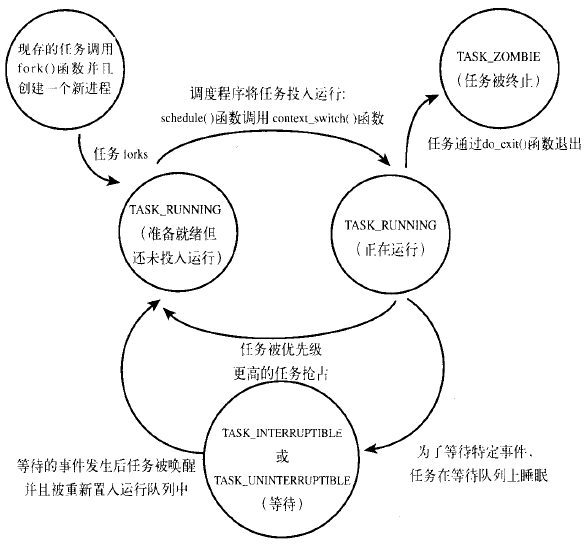 现存的任务调用
fork()函数并且
创建一个新进程
TASK_ZOMBIE
（任务被终止）
调度程序将任务投入运行：
schedule( )函数调用 context_switch( )函数
任务 forks
任务通过do_exit()函数退出
TASK_RUNNING
（准备就绪但
还未投入运行）
TASK_RUNNING
（正在运行）
任务被优先级
更高的任务抢占
TASK_INTERRUPTIBLE
或
TASK_UNINTERRUPTIBLE
（等待）
等待的事件发生后任务被唤醒
并且被重新置入运行队列中
为了等待特定事件，
任务在等待队列上睡眠